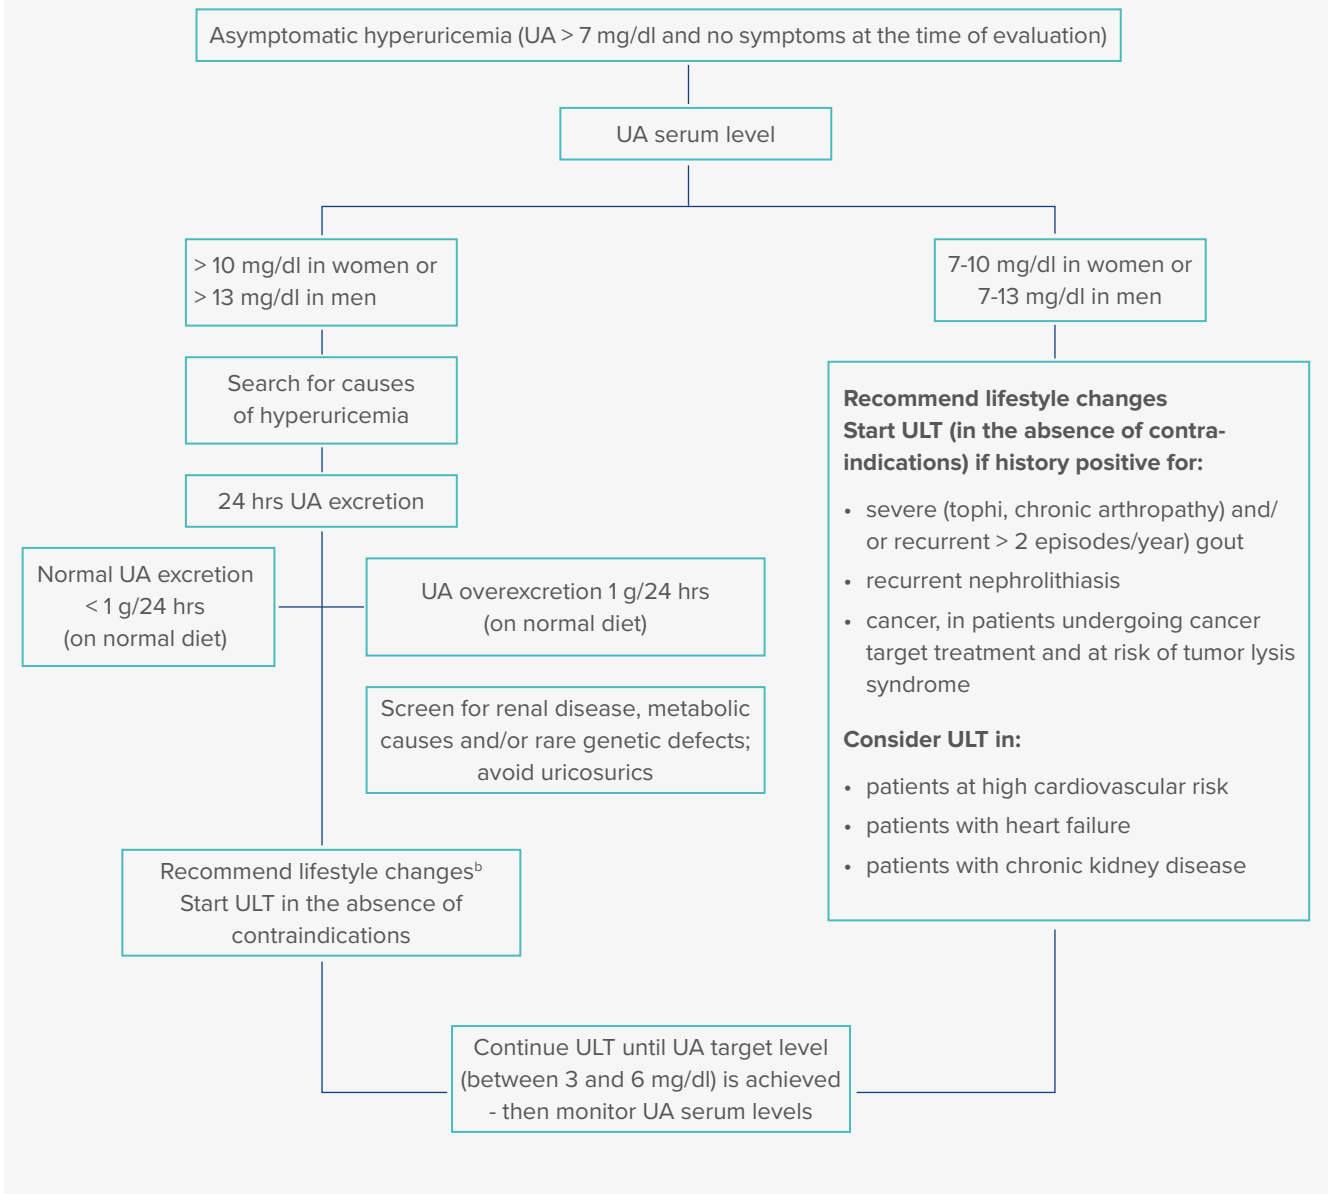 Asymptomatic hyperuricemia (UA > 7 mg/dl and no symptoms at the time of evaluation)
UA serum level
> 10 mg/dl in women or
> 13 mg/dl in men
Search for causes
of hyperuricemia
24 hrs UA excretion
Normal UA excretion
< 1 g/24 hrs
(on normal diet)
UA overexcretion 1 g/24 hrs
(on normal diet)
Screen for renal disease, metabolic
causes and/or rare genetic defects;
avoid uricosurics
Recommend lifestyle changesᵇ
Start ULT in the absence of
contraindications
7-10 mg/dl in women or
7-13 mg/dl in men
Recommend lifestyle changes
Start ULT (in the absence of contra-
indications) if history positive for:
• severe (tophi, chronic arthropathy) and/
or recurrent > 2 episodes/year) gout
• recurrent nephrolithiasis
• cancer, in patients undergoing cancer
target treatment and at risk of tumor lysis
syndrome
Consider ULT in:
• patients at high cardiovascular risk
• patients with heart failure
• patients with chronic kidney disease
Continue ULT until UA target level
(between 3 and 6 mg/dl) is achieved
- then monitor UA serum levels